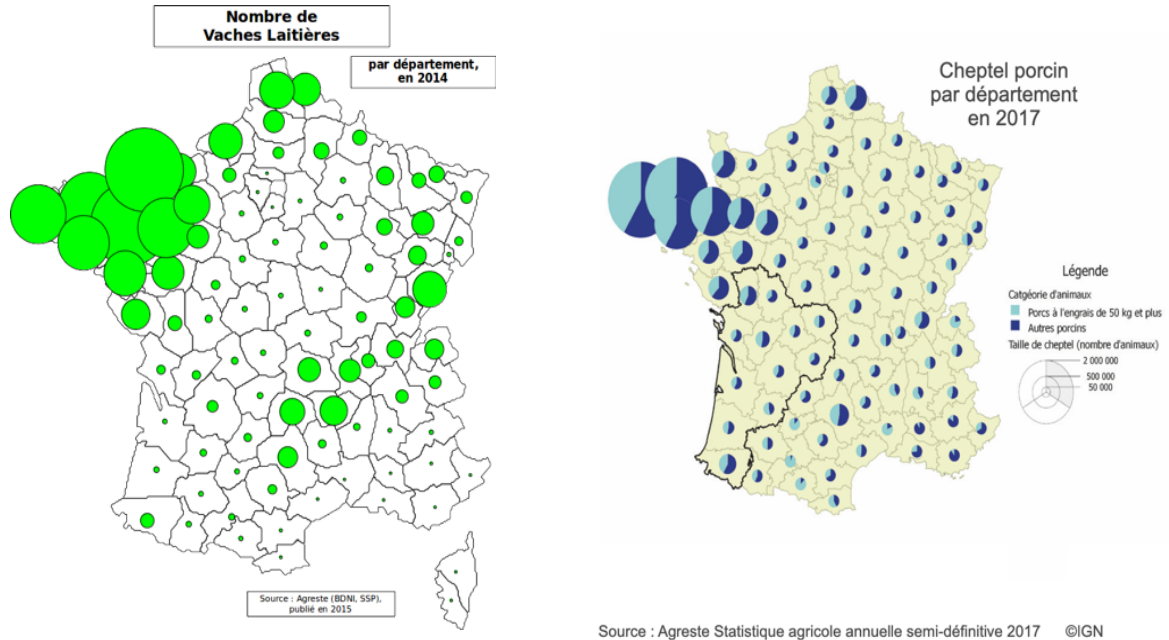 Nombre de
Vaches Laitières
par département,
en 2014
Source : Agreste (BDNI, SSP),
publié en 2015
Cheptel porcin
par département
en 2017
Légende
Catgéorie d'animaux
Porcs à l'engrais de 50 kg et plus
Autres porcins
Taille de cheptel (nombre d'animaux)
2 000 000
500 000
50 000
Source : Agreste Statistique agricole annuelle semi-définitive 2017 ©IGN